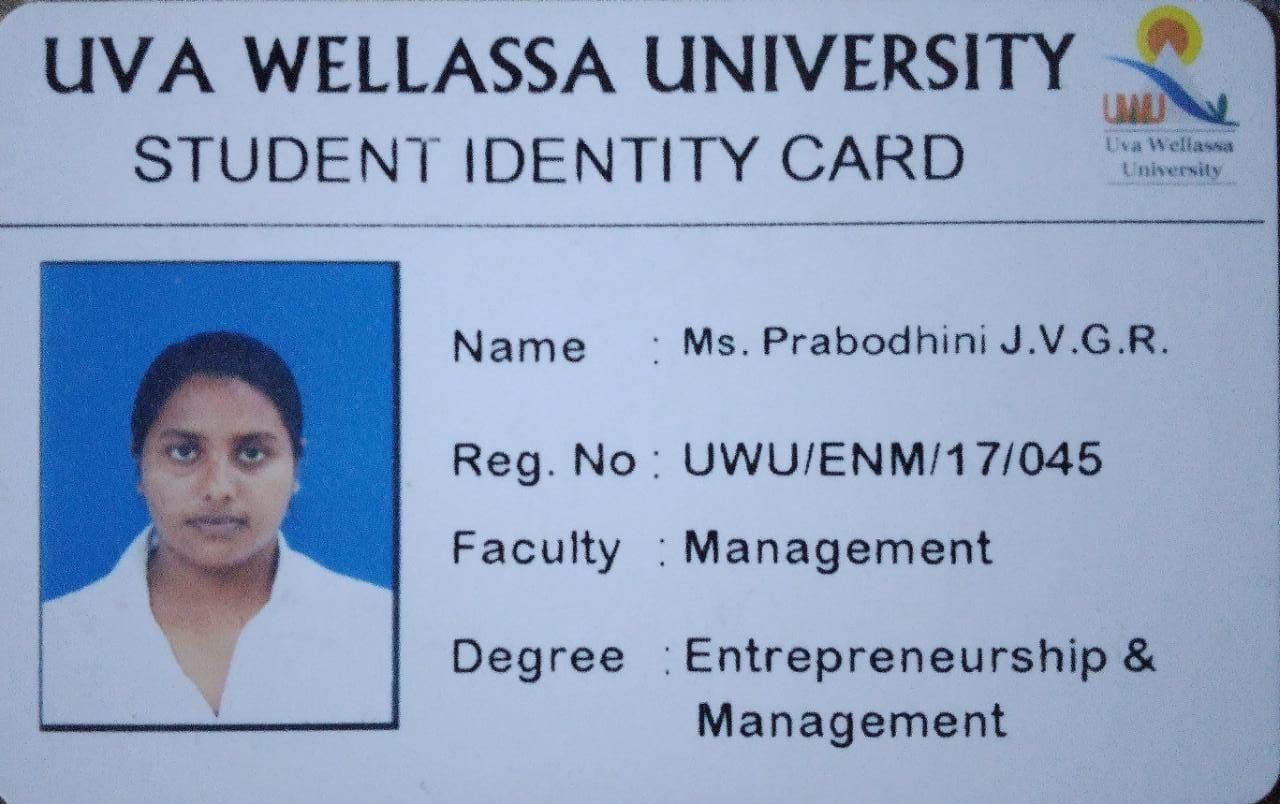 UVA WELLASSA UNIVERSITY
STUDENT IDENTITY CARD
UWU
Uva Wellassa
University
Name : Ms. Prabodhini J.V.G.R.
Reg. No : UWU/ENM/17/045
Faculty : Management
Degree : Entrepreneurship &
Management